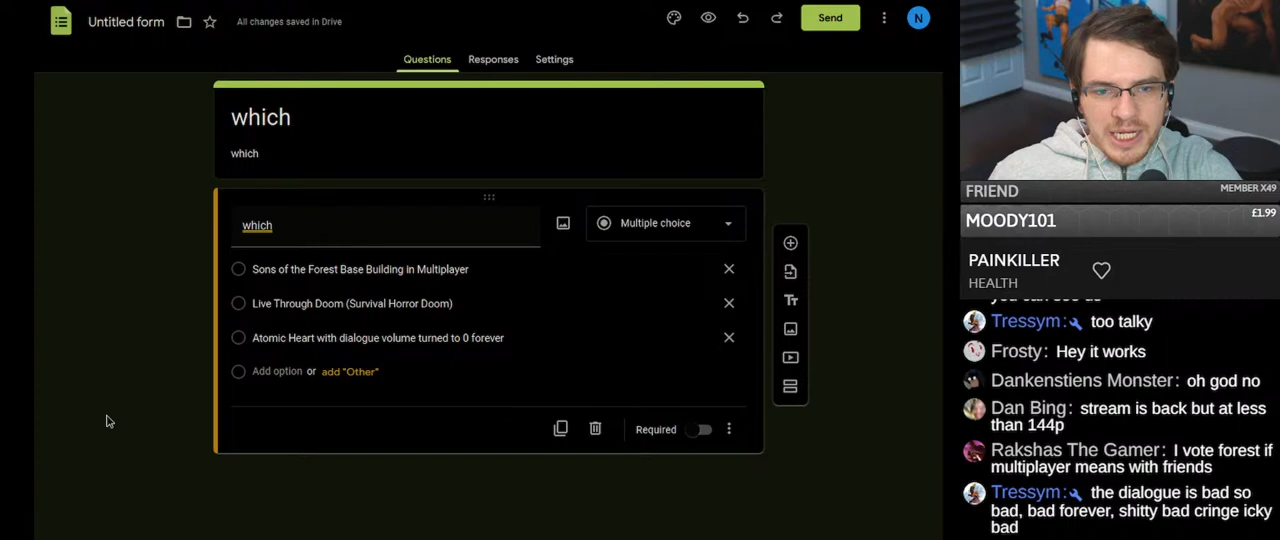 Untitled form
All changes saved in Drive
Send
N
Questions
Responses
Settings
which
which
which
Multiple choice
Sons of the Forest Base Building in Multiplayer
Live Through Doom (Survival Horror Doom)
Atomic Heart with dialogue volume turned to 0 forever
Add option or add "Other"
Required
Tт
FRIEND
MEMBER X49
MOODY101
£1.99
PAINKILLER
HEALTH
Tressym: too talky
Frosty: Hey it works
Dankenstiens Monster: oh god no
Dan Bing: stream is back but at less
than 144p
Rakshas The Gamer: I vote forest if
multiplayer means with friends
Tressym: the dialogue is bad so
bad, bad forever, shitty bad cringe icky
bad